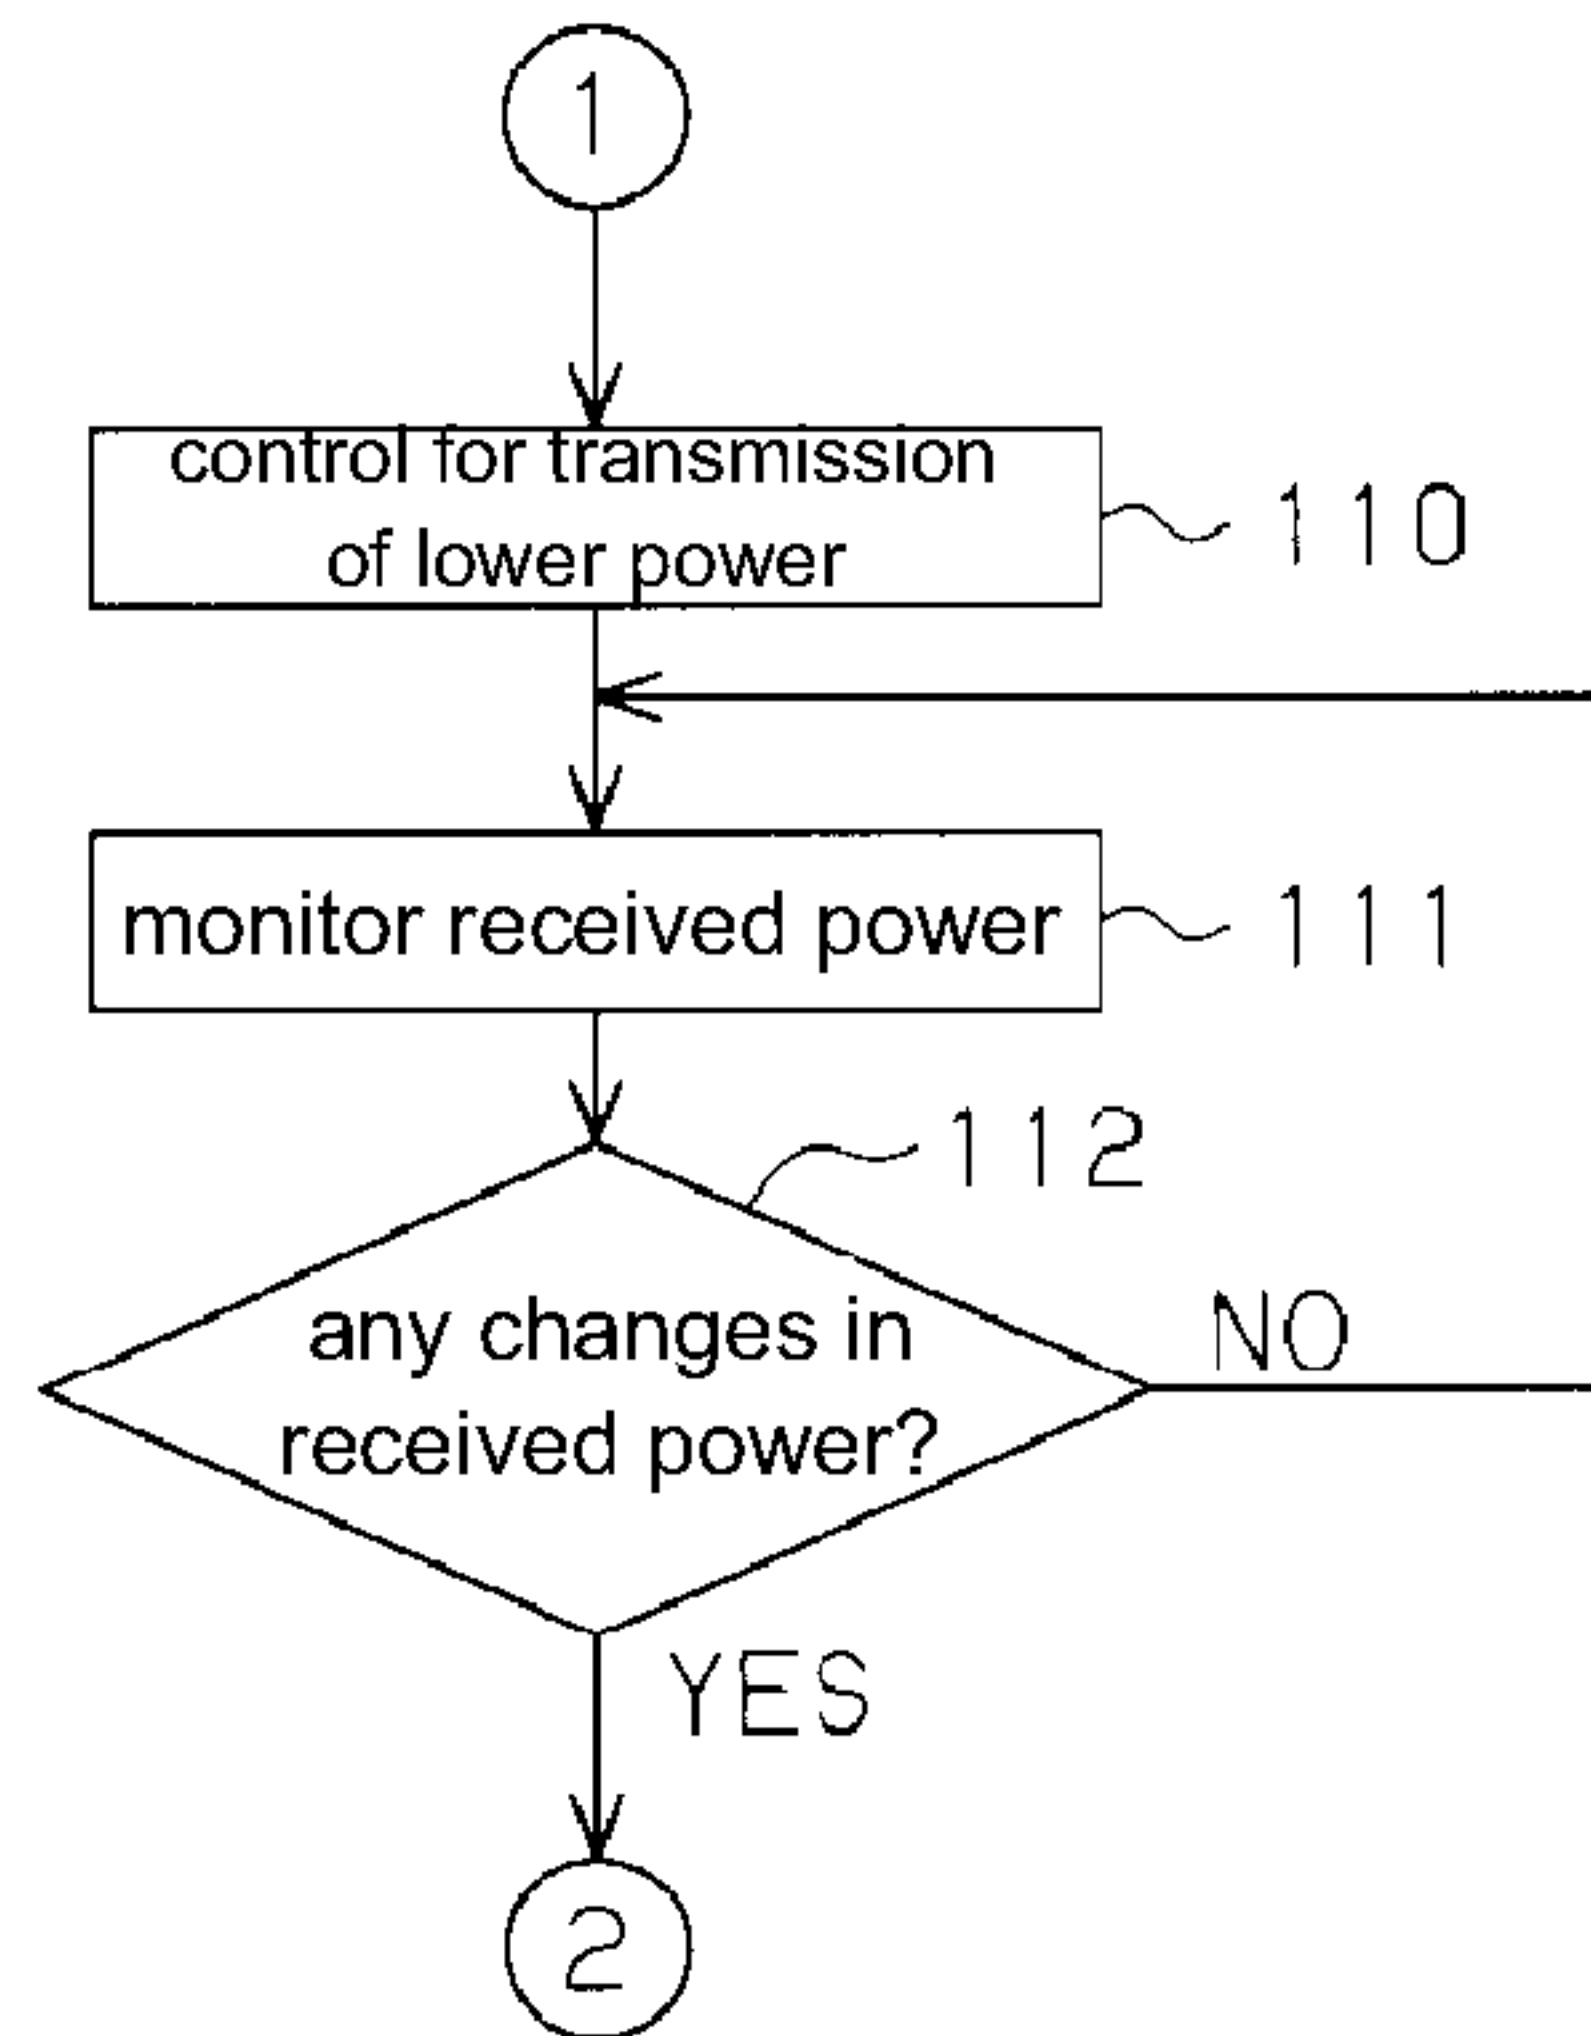 1
control for transmission
of lower power
110
monitor received power
111
112
any changes in
received power?
NO
YES
2